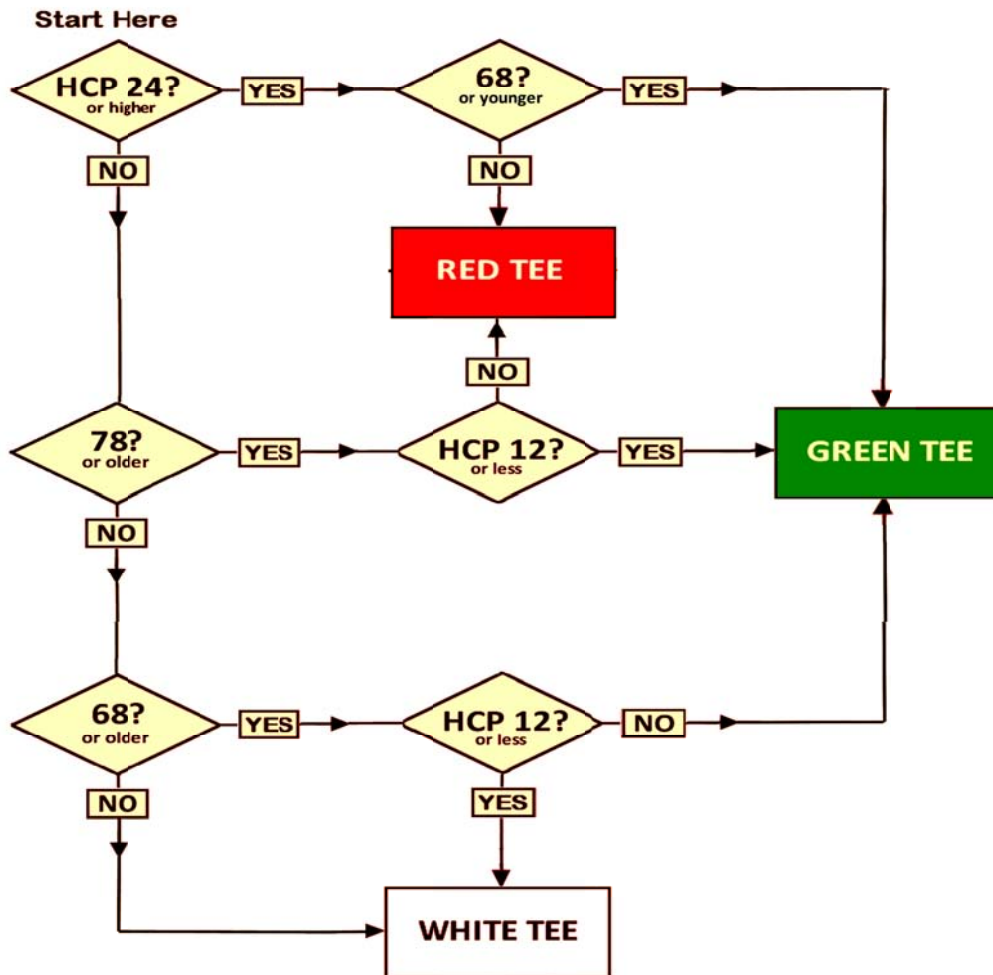 Start Here
HCP 24?
or higher
YES
68?
or younger
YES
NO
NO
RED TEE
NO
78?
or older
YES
HCP 12?
or less
YES
GREEN TEE
NO
68?
or older
YES
HCP 12?
or less
NO
NO
YES
WHITE TEE